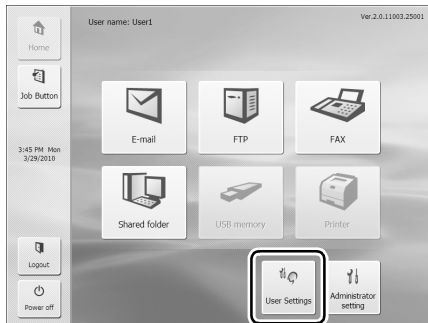 User name: User1
Ver.2.0.11003.25001
Home
Job Button
3:45 PM Mon
3/29/2010
E-mail
FTP
FAX
Shared folder
USB memory
Printer
Logout
Power off
User Settings
Administrator
setting